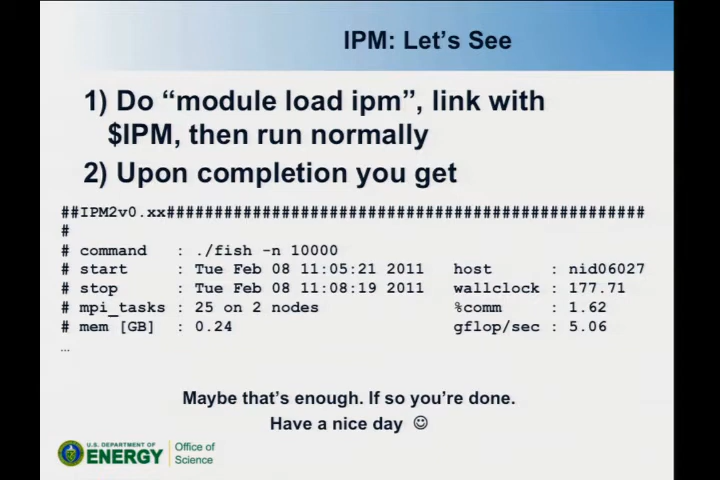 IPM: Let's See
1) Do "module load ipm", link with
$IPM, then run normally
2) Upon completion you get
##IPM2v0.xx##################################################
#
# command : ./fish -n 10000
# start : Tue Feb 08 11:05:21 2011 host : nid06027
# stop : Tue Feb 08 11:08:19 2011 wallclock : 177.71
# mpi_tasks : 25 on 2 nodes %comm : 1.62
# mem [GB] : 0.24 gflop/sec : 5.06
…
Maybe that's enough. If so you're done.
Have a nice day ☺
U.S. DEPARTMENT OF
ENERGY
Office of
Science